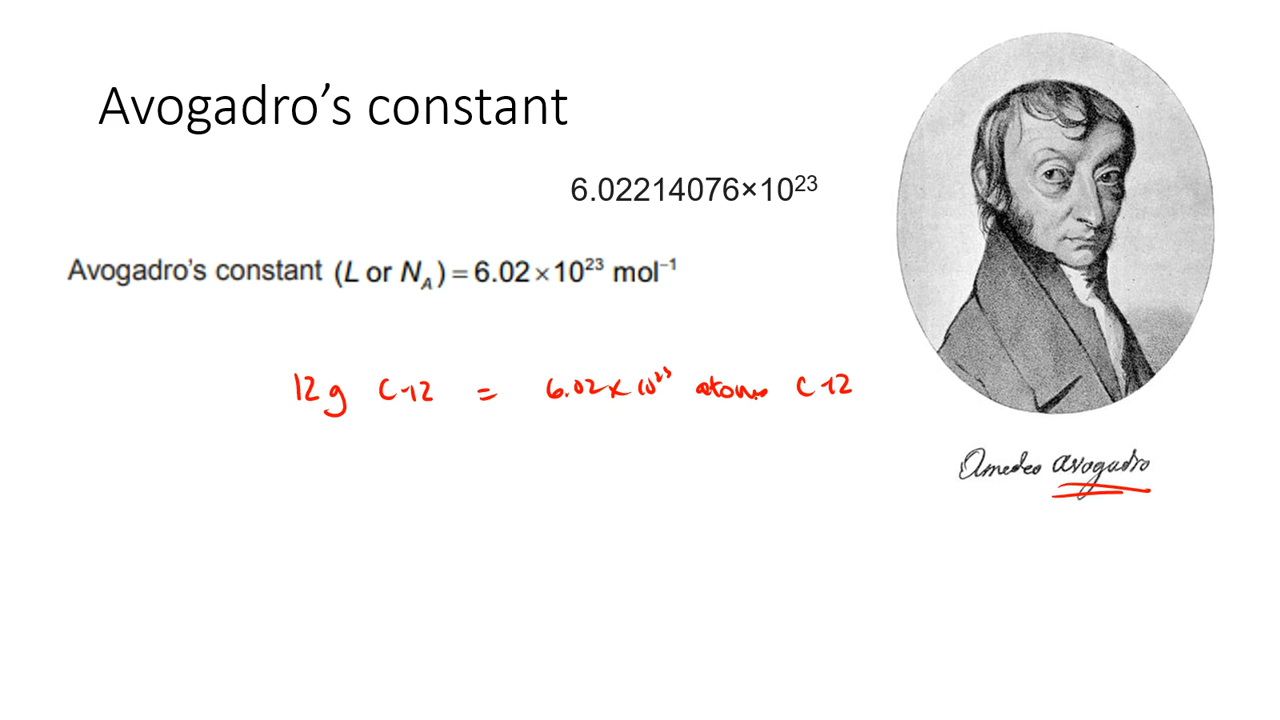 Avogadro’s constant
6.02214076×10²³
Avogadro’s constant (L or N_A) = 6.02 × 10²³ mol⁻¹
12g C-12 = 6.02 × 10²³ atoms C-12
Amedeo avogadro